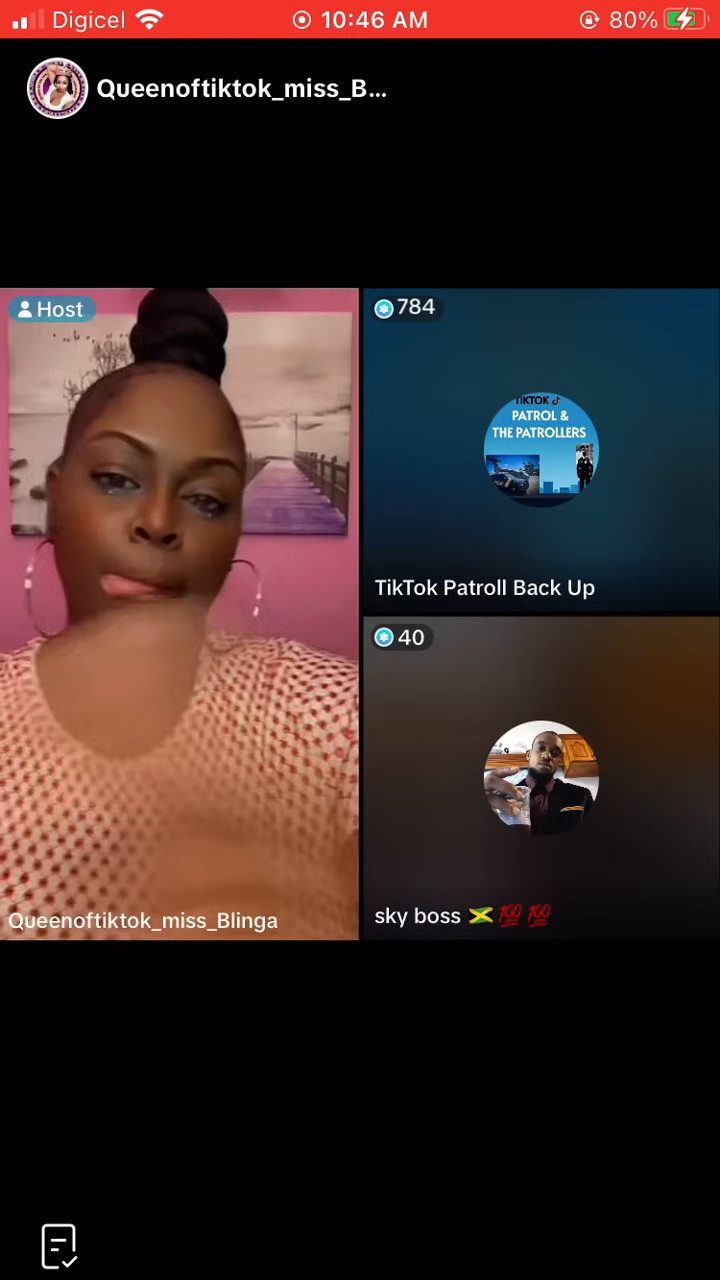 Digicel
10:46 AM
80%
Queenoftiktok_miss_B...
Host
784
TIKTOK
PATROL &
THE PATROLLERS
TikTok Patroll Back Up
40
sky boss 🇯🇲 💯 💯
Queenoftiktok_miss_Blinga